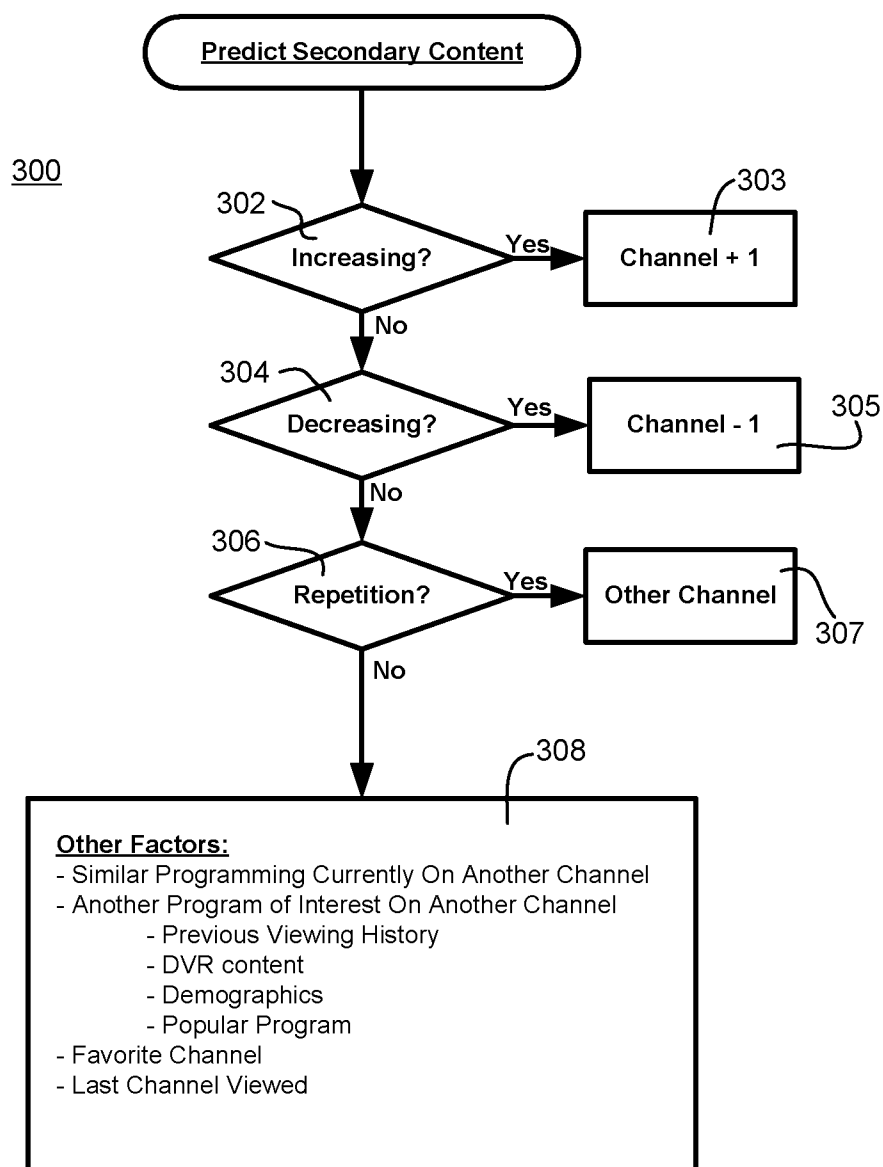 Predict Secondary Content
300
302
303
Increasing?
Yes
Channel + 1
No
304
Decreasing?
Yes
Channel - 1
305
No
306
Repetition?
Yes
Other Channel
307
No
308
Other Factors:
- Similar Programming Currently On Another Channel
- Another Program of Interest On Another Channel
- Previous Viewing History
- DVR content
- Demographics
- Popular Program
- Favorite Channel
- Last Channel Viewed